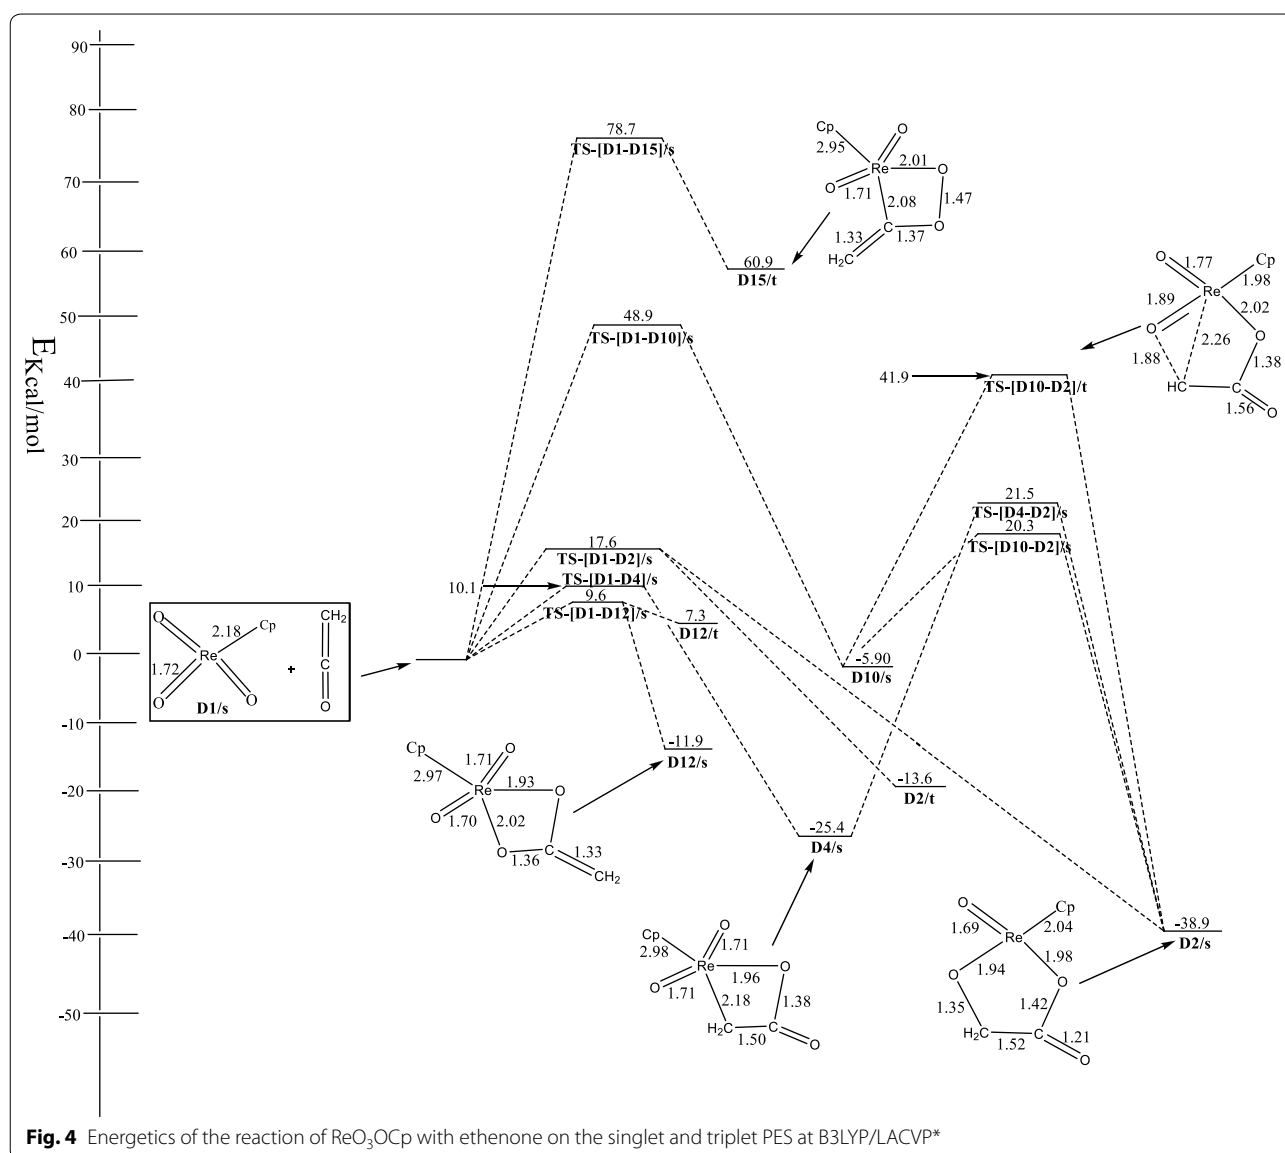 90
80
70
60
50
40
30
20
10
0
-10
-20
-30
-40
-50
E Kcal/mol
78.7
TS-[D1-D15]/s
60.9
D15/t
Cp
O
2.95
Re
2.01
O
O
1.71
2.08
1.47
C
O
1.33
1.37
H₂C
48.9
TS-[D1-D10]/s
O
1.77
Cp
1.98
Re
1.89
2.02
O
2.26
O
1.88
1.38
HC
C
1.56
O
41.9
TS-[D10-D2]/t
21.5
TS-[D4-D2]/s
20.3
TS-[D10-D2]/s
17.6
TS-[D1-D2]/s
10.1
TS-[D1-D4]/s
9.6
TS-[D1-D12]/s
7.3
D12/t
O
2.18
Cp
Re
1.72
O
O
D1/s
+
CH₂
C
O
-5.90
D10/s
-11.9
D12/s
-13.6
D2/t
-25.4
D4/s
-38.9
D2/s
Cp
1.71
O
2.97
1.93
Re
O
O
1.70
2.02
O
C
1.36
1.33
CH₂
Cp
O
2.98
1.71
Re
O
1.96
O
1.71
2.18
1.38
H₂C
C
1.50
O
O
Cp
1.69
2.04
Re
1.94
1.98
O
O
1.35
1.42
H₂C
C
1.21
1.52
O
Fig. 4 Energetics of the reaction of ReO₃OCp with ethenone on the singlet and triplet PES at B3LYP/LACVP*